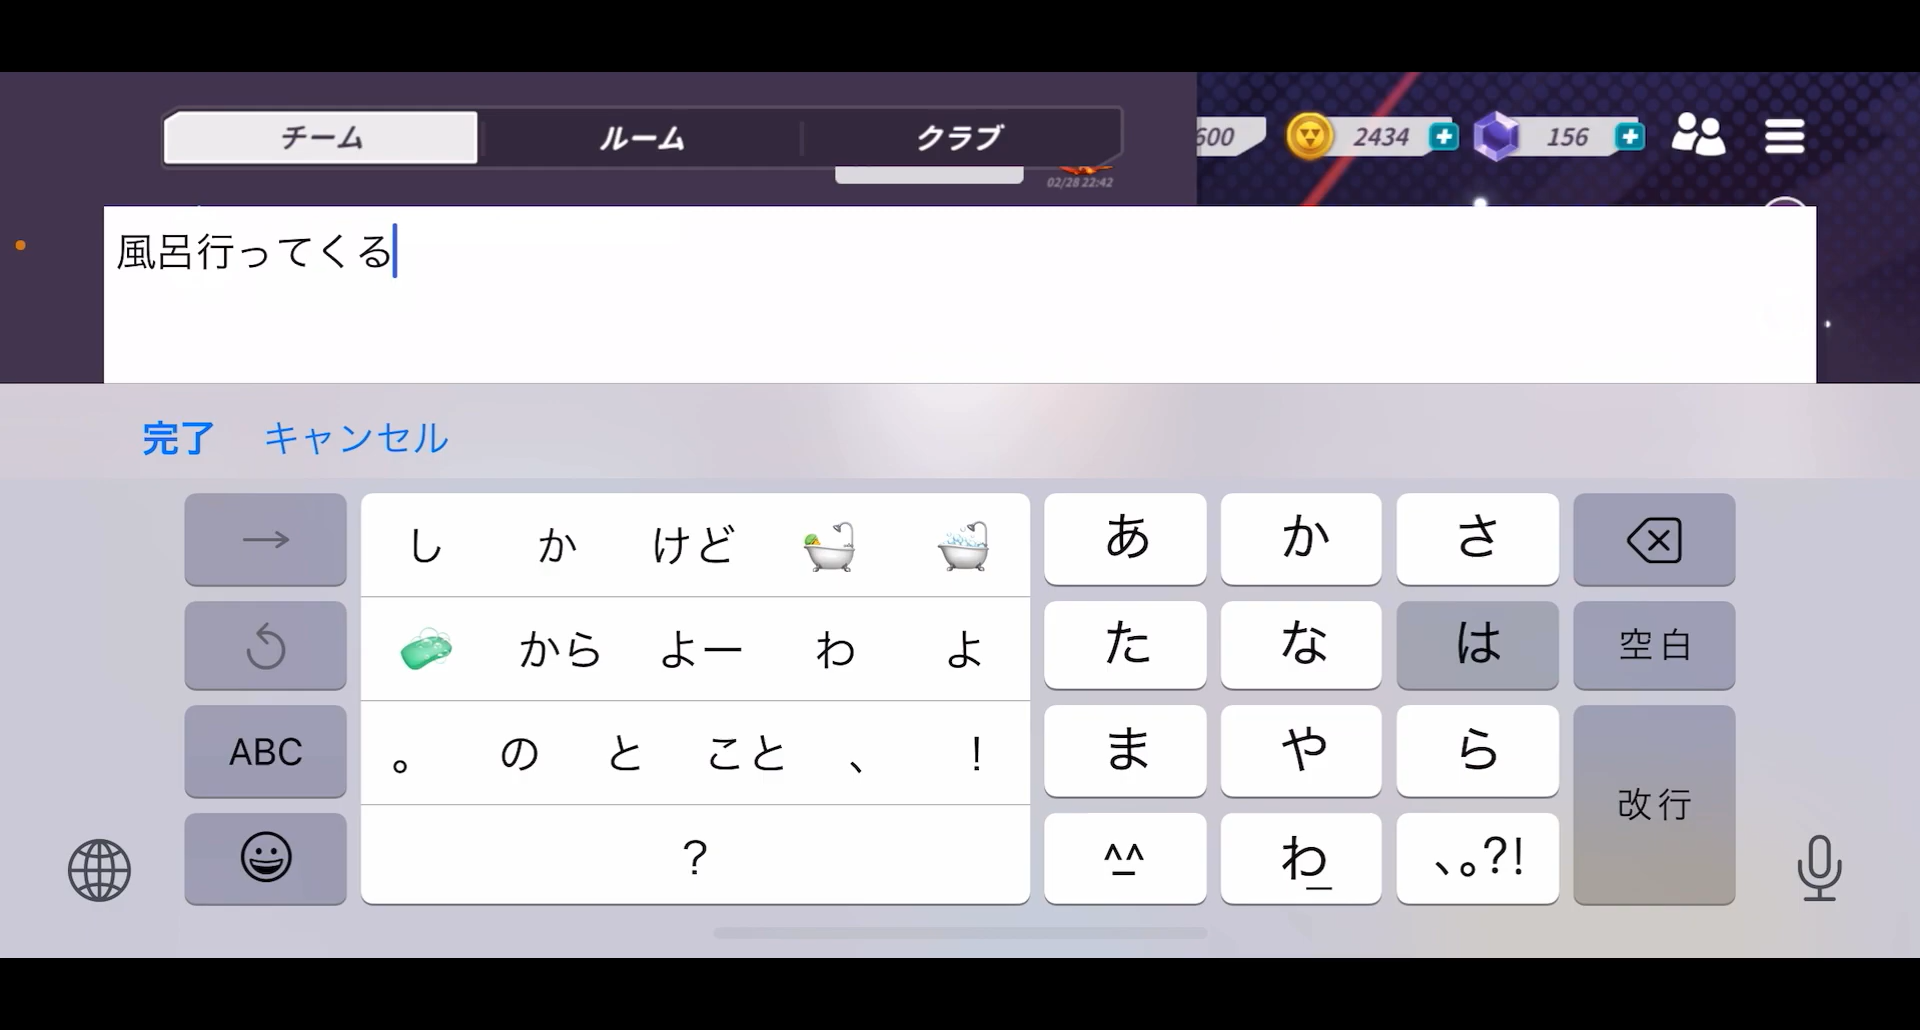 チーム ルーム クラブ
600 2434 156
02/28 22:42
風呂行ってくる
完了 キャンセル
→ し か けど あ か さ
から よー わ よ た な は 空白
ABC 。 の と こと 、 ! ま や ら 改行
? ^_^ わ_ 、。?!